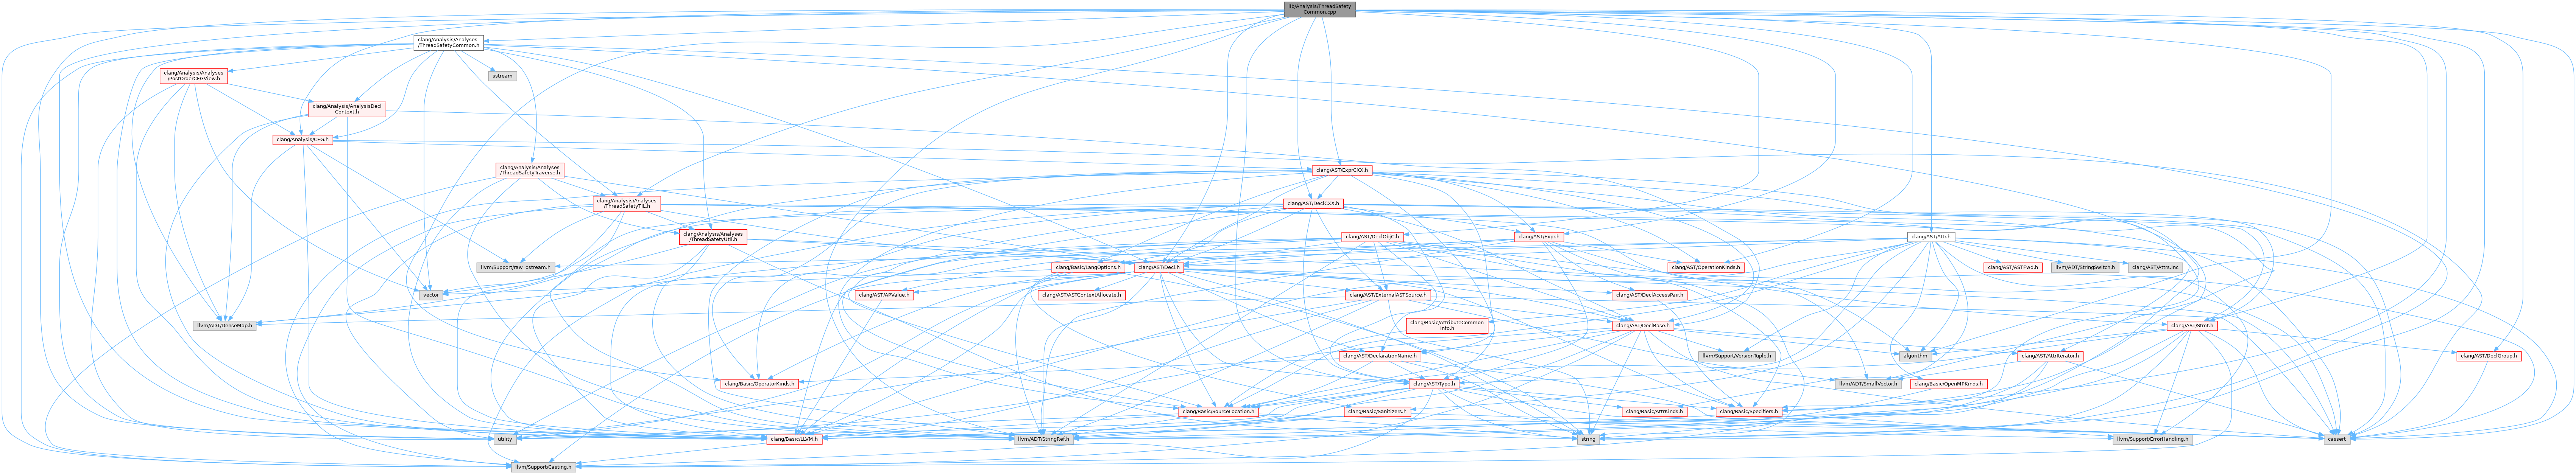 lib/Analysis/ThreadSafety
Common.cpp
clang/Analysis/Analyses
/ThreadSafetyCommon.h
clang/Analysis/Analyses
/PostOrderCFGView.h
sstream
clang/Analysis/AnalysisDecl
Context.h
clang/Analysis/CFG.h
clang/Analysis/Analyses
/ThreadSafetyTraverse.h
clang/AST/ExprCXX.h
clang/Analysis/Analyses
/ThreadSafetyTIL.h
clang/AST/DeclCXX.h
clang/Analysis/Analyses
/ThreadSafetyUtil.h
clang/AST/DeclObjC.h
clang/AST/Expr.h
clang/AST/Attr.h
llvm/Support/raw_ostream.h
clang/Basic/LangOptions.h
clang/AST/Decl.h
clang/AST/OperationKinds.h
clang/AST/ASTFwd.h
llvm/ADT/StringSwitch.h
clang/AST/Attrs.inc
vector
clang/AST/APValue.h
clang/AST/ASTContextAllocate.h
clang/AST/ExternalASTSource.h
clang/AST/DeclAccessPair.h
llvm/ADT/DenseMap.h
clang/Basic/AttributeCommon
Info.h
clang/AST/DeclBase.h
clang/AST/Stmt.h
clang/AST/DeclarationName.h
llvm/Support/VersionTuple.h
algorithm
clang/AST/AttrIterator.h
clang/AST/DeclGroup.h
clang/Basic/OperatorKinds.h
clang/AST/Type.h
llvm/ADT/SmallVector.h
clang/Basic/OpenMPKinds.h
clang/Basic/SourceLocation.h
clang/Basic/Sanitizers.h
clang/Basic/AttrKinds.h
clang/Basic/Specifiers.h
utility
clang/Basic/LLVM.h
llvm/ADT/StringRef.h
string
llvm/Support/ErrorHandling.h
cassert
llvm/Support/Casting.h